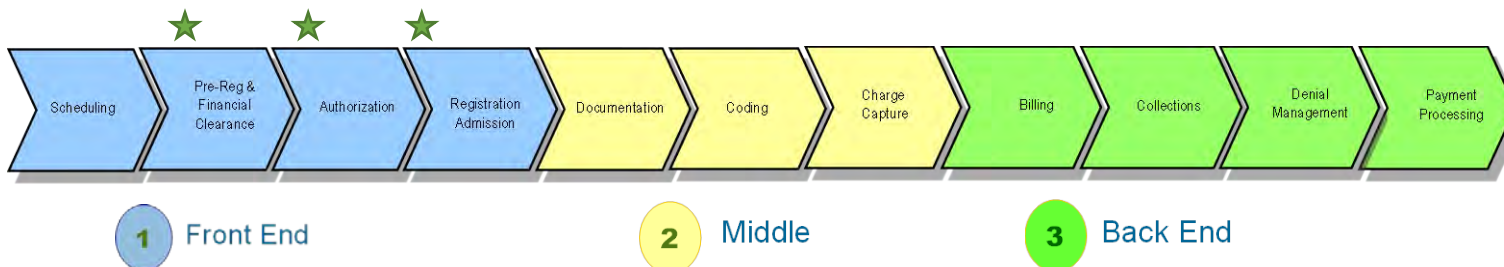 Scheduling
Pre-Reg &
Financial
Clearance
Authorization
Registration
Admission
Documentation
Coding
Charge
Capture
Billing
Collections
Denial
Management
Payment
Processing
1 Front End
2 Middle
3 Back End